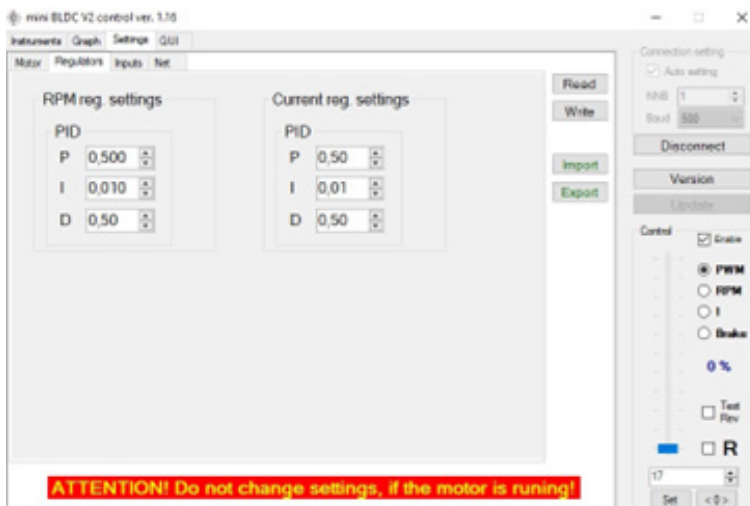 mini BLDC V2 control ver. 1.16
Instruments Graph Settings GUI
Motor Regulators Inputs Net
RPM reg. settings
PID
P 0,500
I 0,010
D 0,50
Current reg. settings
PID
P 0,50
I 0,01
D 0,50
Read
Write
Import
Export
Connection setting
Auto setting
NNB 1
Baud 500
Disconnect
Version
Update
Control
Enable
PWM
RPM
I
Brake
0 %
Test
Rev
R
17
Set < 0 >
ATTENTION! Do not change settings, if the motor is runing!